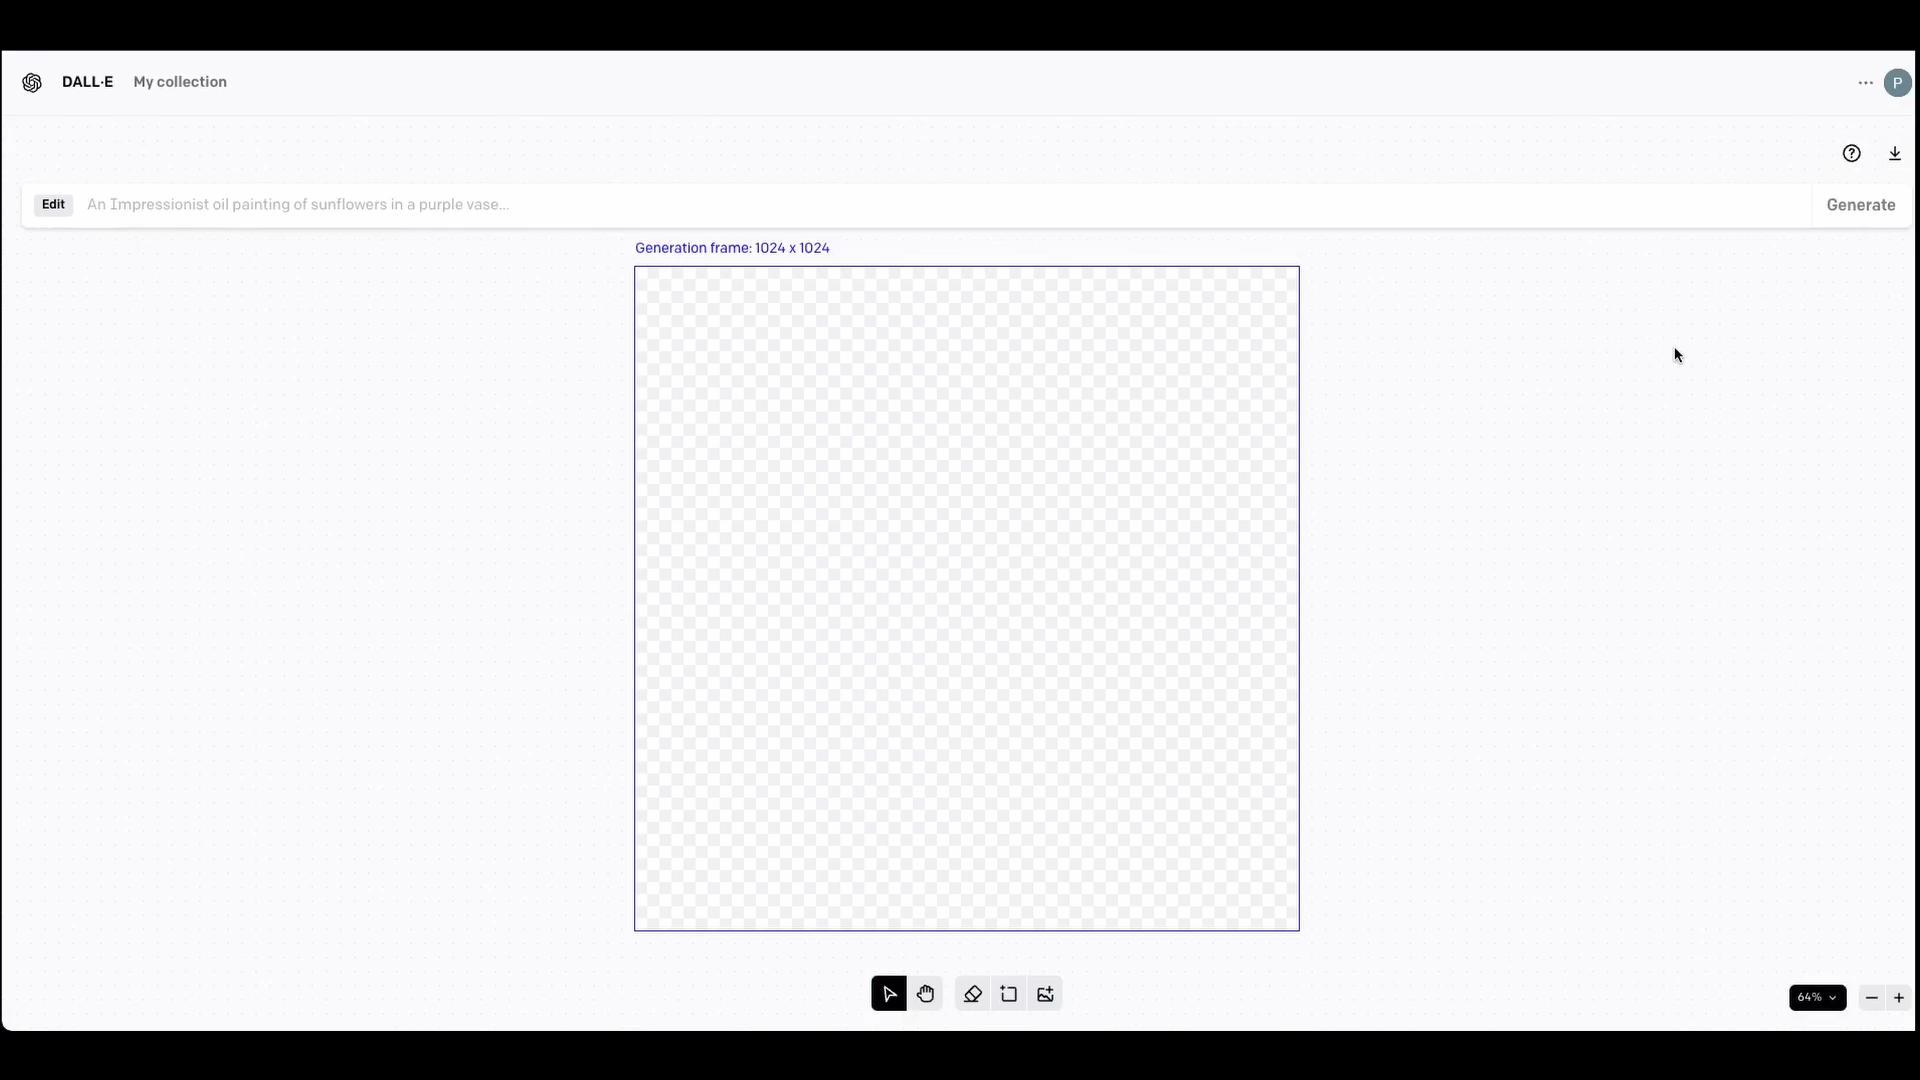 DALL·E My collection
P
Edit An Impressionist oil painting of sunflowers in a purple vase... Generate
Generation frame: 1024 x 1024
64%